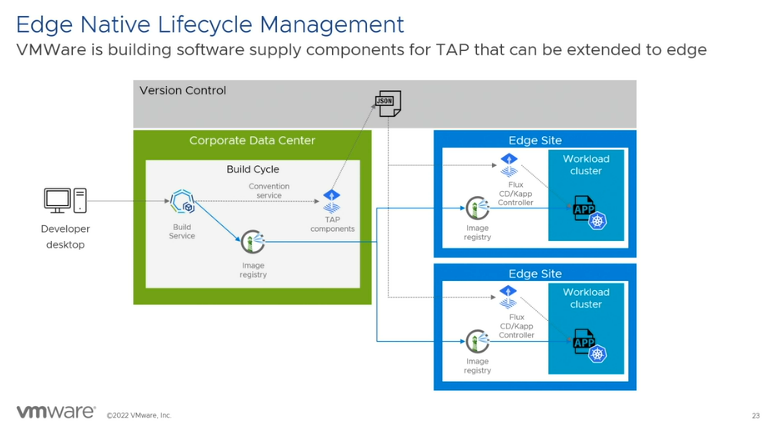 Edge Native Lifecycle Management
VMWare is building software supply components for TAP that can be extended to edge
Version Control
JSON
Corporate Data Center
Build Cycle
Convention
service
Build
Service
TAP
components
Image
registry
Developer
desktop
Edge Site
Workload
cluster
Flux
CD/Kapp
Controller
APP
Image
registry
Edge Site
Workload
cluster
Flux
CD/Kapp
Controller
APP
Image
registry
vmware®
©2022 VMware, Inc.
23